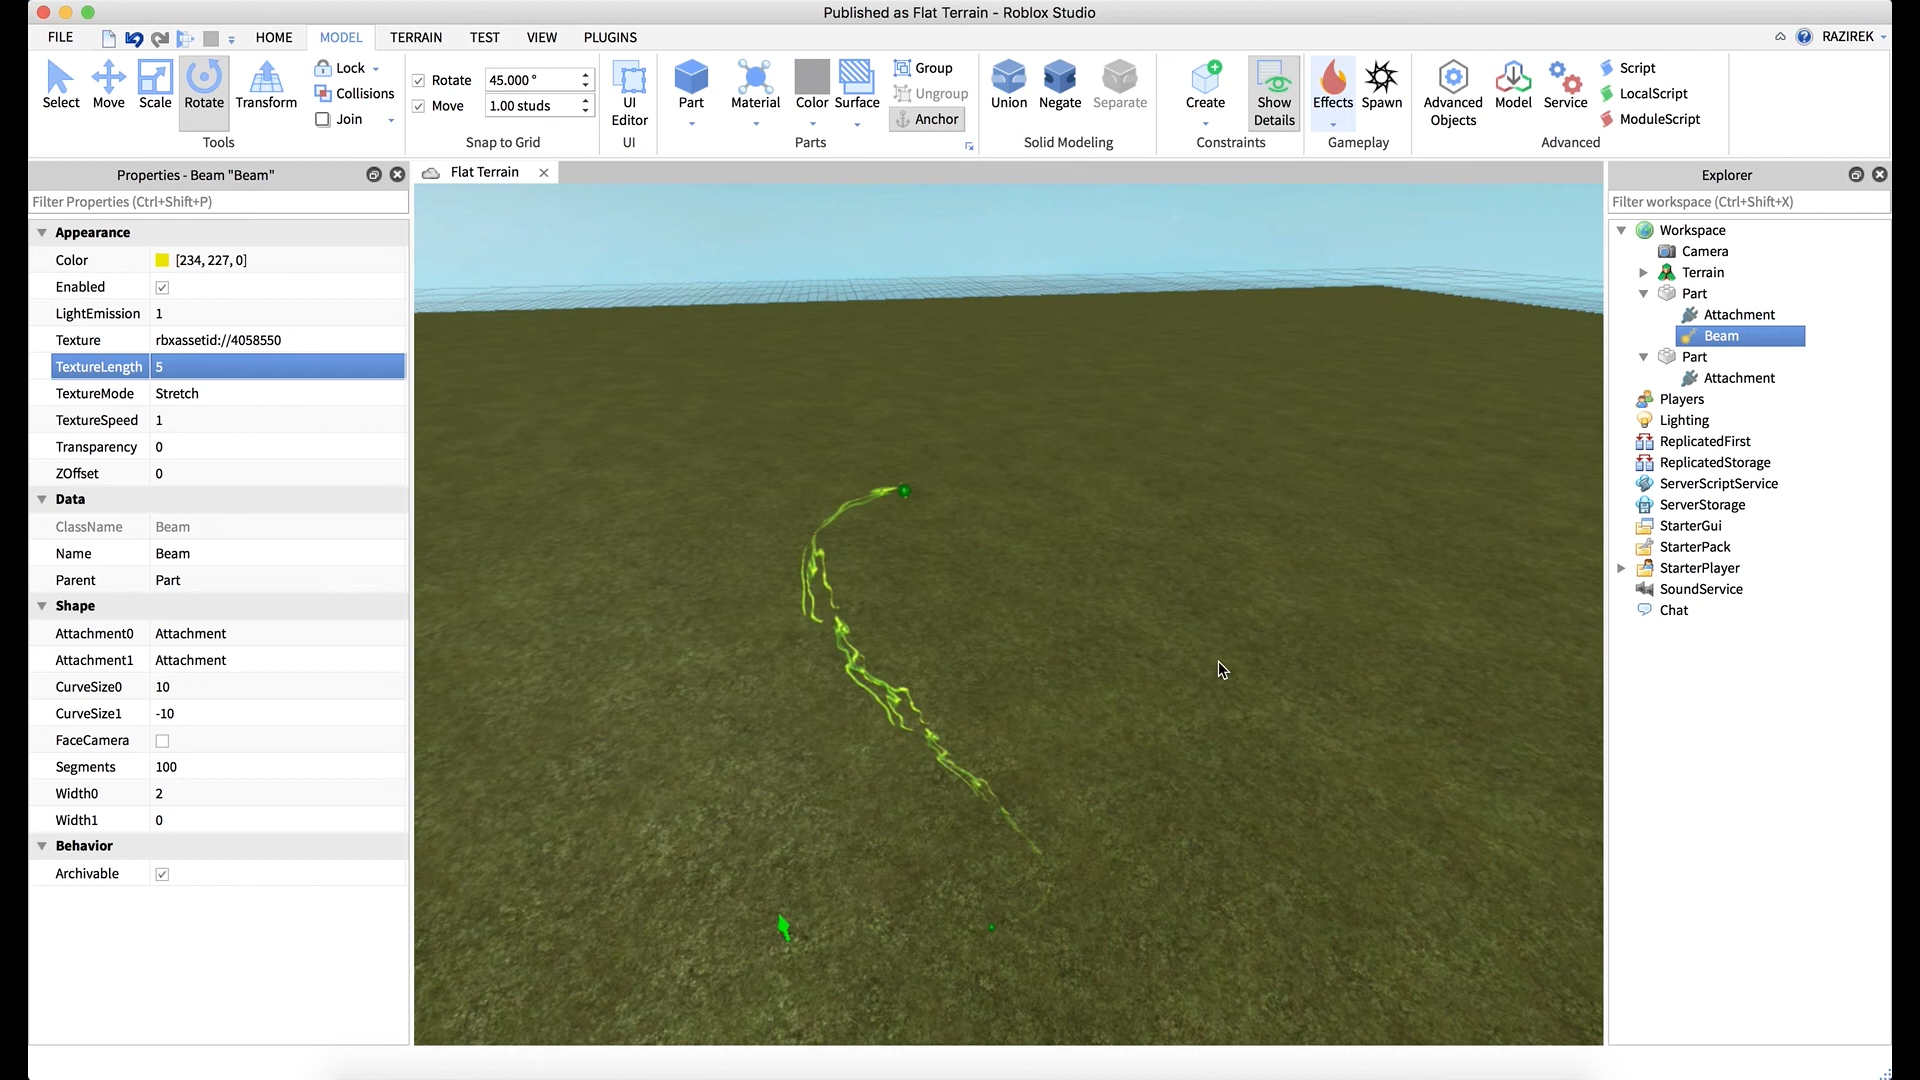 Published as Flat Terrain - Roblox Studio
FILE HOME MODEL TERRAIN TEST VIEW PLUGINS RAZIREK
Select Move Scale Rotate Transform
Lock
Collisions
Join
Tools
Rotate 45.000 °
Move 1.00 studs
Snap to Grid
UI Editor
UI
Part Material Color Surface
Group
Ungroup
Anchor
Parts
Union Negate Separate
Solid Modeling
Create Show Details
Constraints
Effects Spawn
Gameplay
Advanced Objects Model Service
Script
LocalScript
ModuleScript
Advanced
Properties - Beam "Beam"
Filter Properties (Ctrl+Shift+P)
Appearance
Color [234, 227, 0]
Enabled
LightEmission 1
Texture rbxassetid://4058550
TextureLength 5
TextureMode Stretch
TextureSpeed 1
Transparency 0
ZOffset 0
Data
ClassName Beam
Name Beam
Parent Part
Shape
Attachment0 Attachment
Attachment1 Attachment
CurveSize0 10
CurveSize1 -10
FaceCamera
Segments 100
Width0 2
Width1 0
Behavior
Archivable
Flat Terrain
Explorer
Filter workspace (Ctrl+Shift+X)
Workspace
Camera
Terrain
Part
Attachment
Beam
Part
Attachment
Players
Lighting
ReplicatedFirst
ReplicatedStorage
ServerScriptService
ServerStorage
StarterGui
StarterPack
StarterPlayer
SoundService
Chat